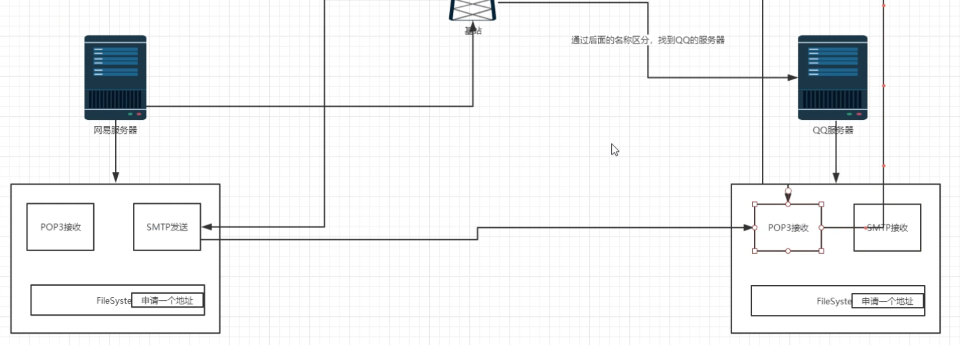 基站
通过后面的名称区分，找到QQ的服务器
网易服务器
QQ服务器
POP3接收
SMTP发送
POP3接收
SMTP接收
FileSyste
申请一个地址
FileSyste
申请一个地址